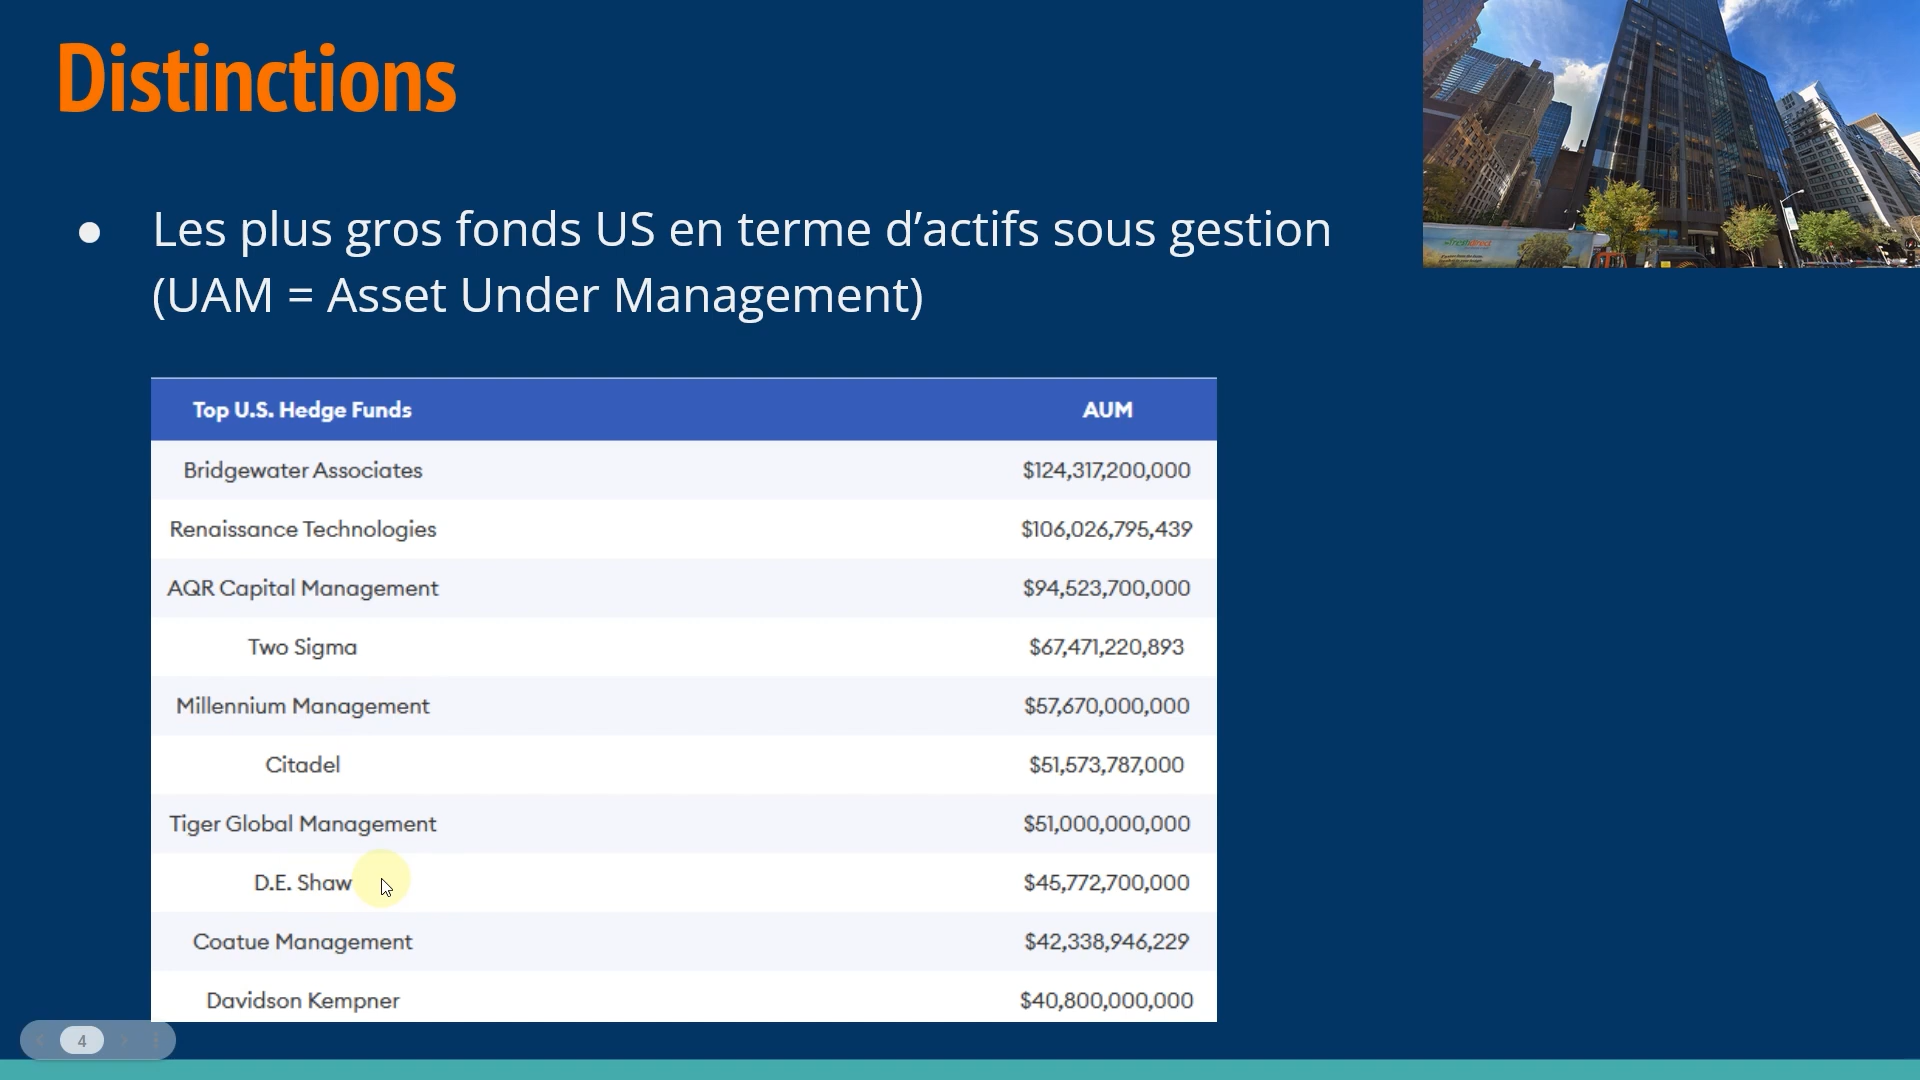 Distinctions
● Les plus gros fonds US en terme d’actifs sous gestion
(UAM = Asset Under Management)
Top U.S. Hedge Funds AUM
Bridgewater Associates $124,317,200,000
Renaissance Technologies $106,026,795,439
AQR Capital Management $94,523,700,000
Two Sigma $67,471,220,893
Millennium Management $57,670,000,000
Citadel $51,573,787,000
Tiger Global Management $51,000,000,000
D.E. Shaw $45,772,700,000
Coatue Management $42,338,946,229
Davidson Kempner $40,800,000,000
4